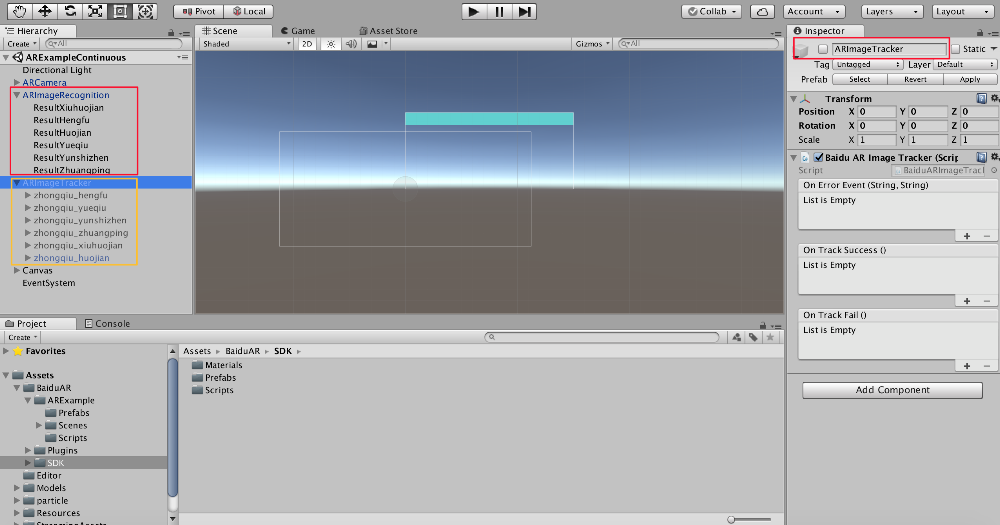 Pivot Local Collab Account Layers Layout
Hierarchy
Create All
ARExampleContinuous
Directional Light
ARCamera
ARImageRecognition
ResultXiuhuojian
ResultHengfu
ResultHuojian
ResultYueqiu
ResultYunshizhen
ResultZhuangping
ARImageTracker
zhongqiu_hengfu
zhongqiu_yueqiu
zhongqiu_yunshizhen
zhongqiu_zhuangping
zhongqiu_xiuhuojian
zhongqiu_huojian
Canvas
EventSystem
Scene Game Asset Store
Shaded 2D Gizmos All
Inspector
ARImageTracker Static
Tag Untagged Layer Default
Prefab Select Revert Apply
Transform
Position X 0 Y 0 Z 0
Rotation X 0 Y 0 Z 0
Scale X 1 Y 1 Z 1
C# Baidu AR Image Tracker (Scrip
Script BaiduARImageTracl
On Error Event (String, String)
List is Empty
On Track Success ()
List is Empty
On Track Fail ()
List is Empty
Add Component
Project Console
Create
Favorites
Assets
BaiduAR
ARExample
Prefabs
Scenes
Scripts
Plugins
SDK
Editor
Models
particle
Resources
StreamingAssets
Assets BaiduAR SDK
Materials
Prefabs
Scripts